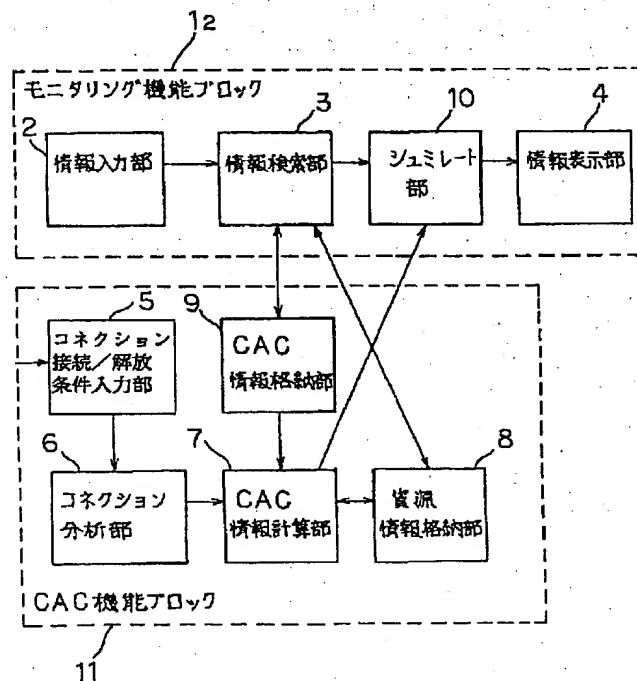 12
モニタリング機能ブロック
2
3
10
4
情報入力部
情報検索部
シュミレート
部
情報表示部
5
9
コネクション
接続/解放
条件入力部
CAC
情報格納部
6
7
8
コネクション
分析部
CAC
情報計算部
資源
情報格納部
CAC機能ブロック
11